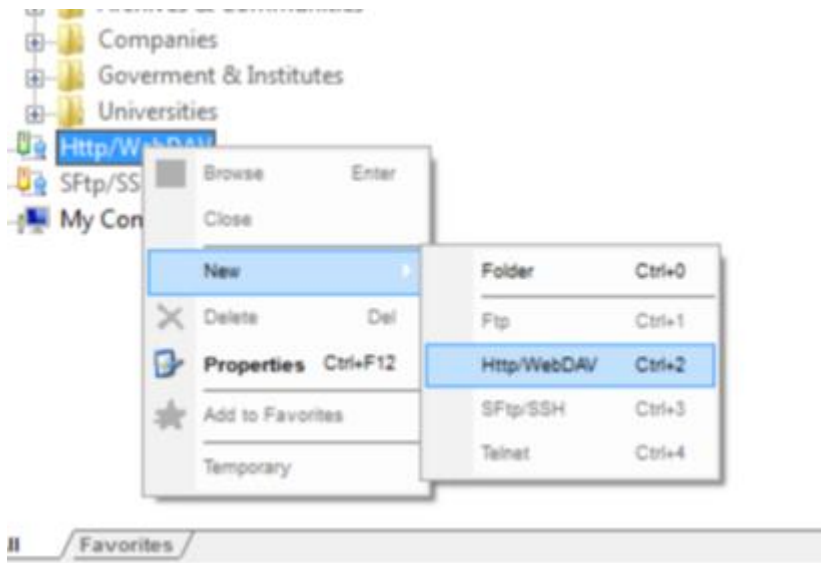 Companies
Goverment & Institutes
Universities
Http/WebDAV
SFtp/SS
My Con
Browse Enter
Close
New
Delete Del
Properties Ctrl+F12
Add to Favorites
Temporary
Folder Ctrl+0
Ftp Ctrl+1
Http/WebDAV Ctrl+2
SFtp/SSH Ctrl+3
Telnet Ctrl+4
Favorites